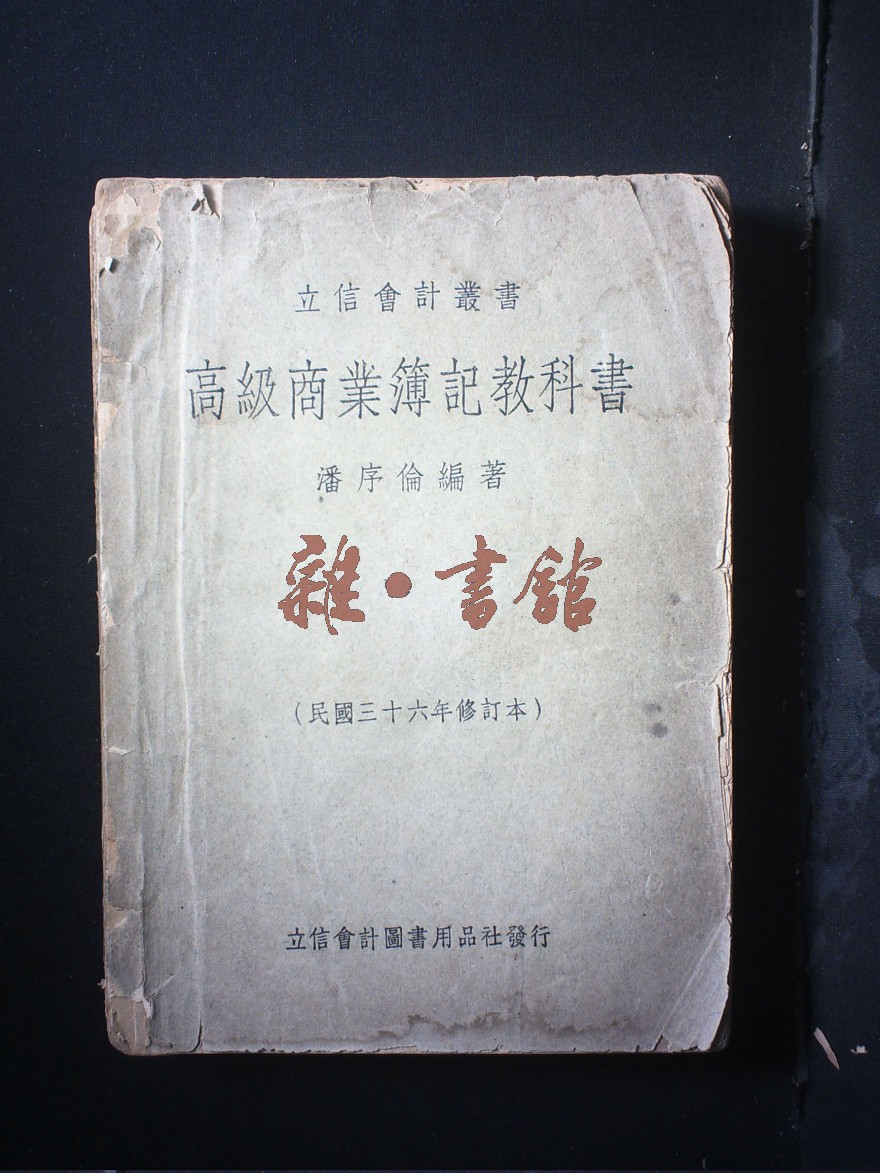 立信會計叢書
高級商業簿記教科書
潘序倫編著
雜·書館
(民國三十六年修訂本)
立信會計圖書用品社發行